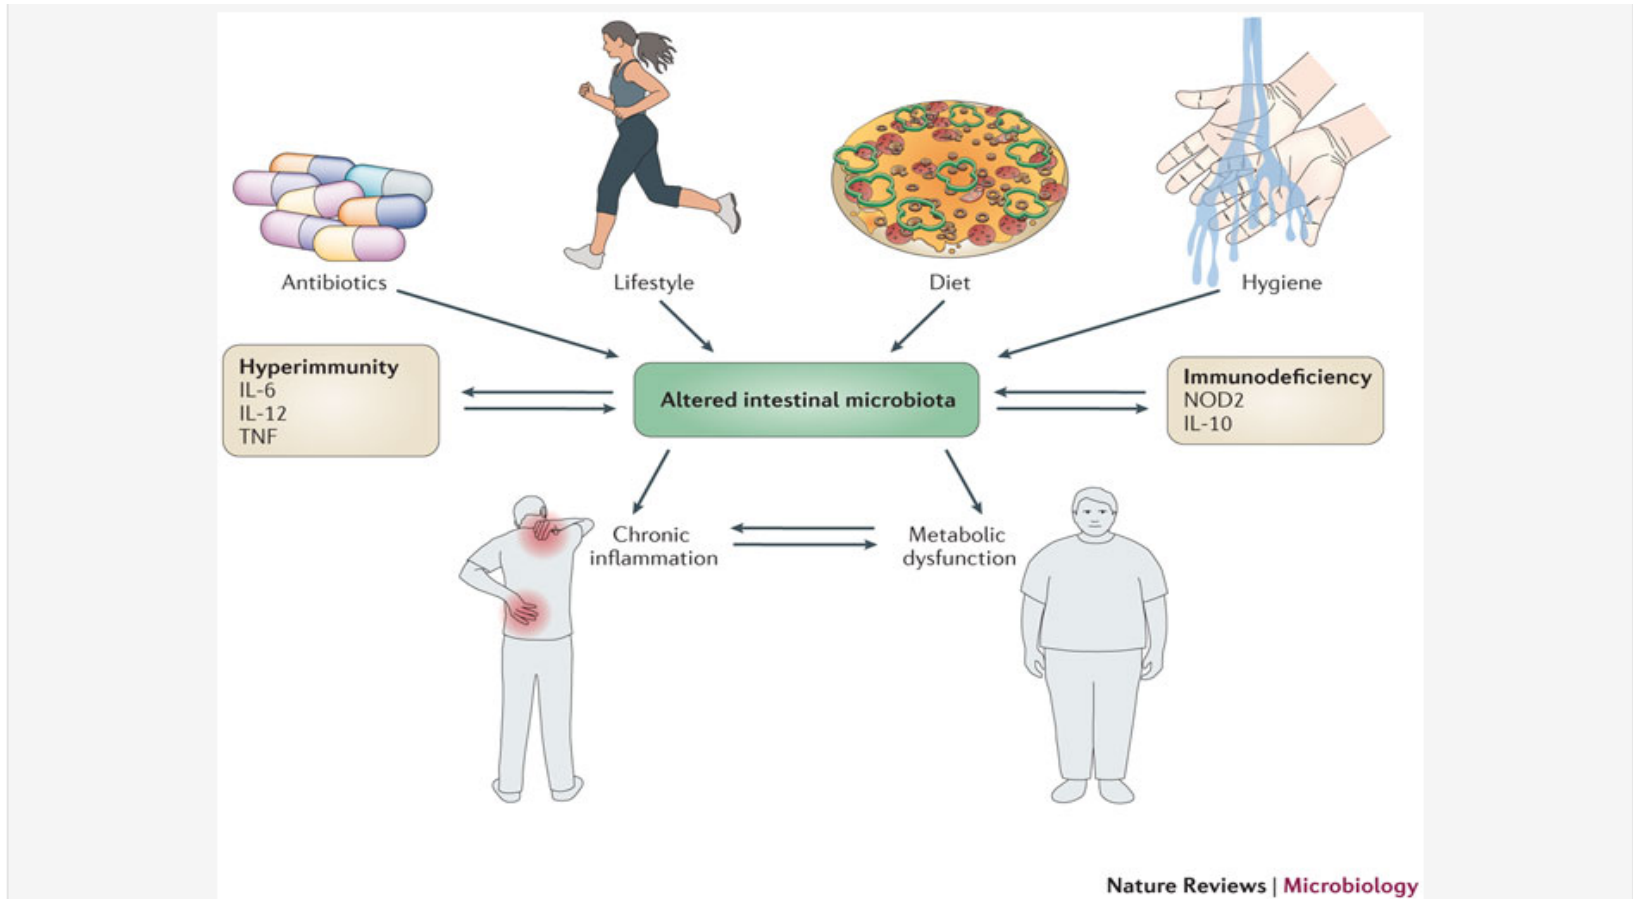 Antibiotics
Lifestyle
Diet
Hygiene
Hyperimmunity
IL-6
IL-12
TNF
Altered intestinal microbiota
Immunodeficiency
NOD2
IL-10
Chronic
inflammation
Metabolic
dysfunction
Nature Reviews | Microbiology